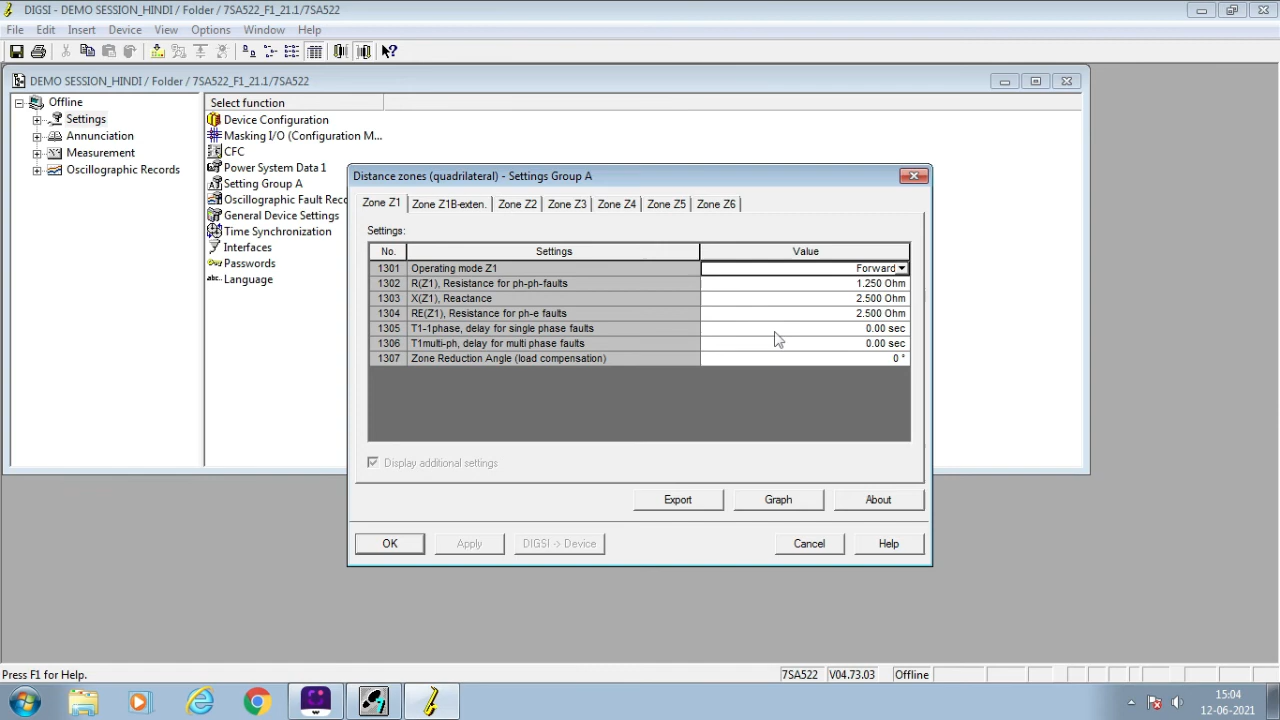 DIGSI - DEMO SESSION_HINDI / Folder / 7SA522_F1_21.1/7SA522
File Edit Insert Device View Options Window Help
DEMO SESSION_HINDI / Folder / 7SA522_F1_21.1/7SA522
Offline
Settings
Annunciation
Measurement
Oscillographic Records
Select function
Device Configuration
Masking I/O (Configuration M...
CFC
Power System Data 1
Setting Group A
Oscillographic Fault Reco
General Device Settings
Time Synchronization
Interfaces
Passwords
Language
Distance zones (quadrilateral) - Settings Group A
Zone Z1 Zone Z1B-exten. Zone Z2 Zone Z3 Zone Z4 Zone Z5 Zone Z6
Settings:
No. Settings Value
1301 Operating mode Z1 Forward
1302 R(Z1), Resistance for ph-ph-faults 1.250 Ohm
1303 X(Z1), Reactance 2.500 Ohm
1304 RE(Z1), Resistance for ph-e faults 2.500 Ohm
1305 T1-1phase, delay for single phase faults 0.00 sec
1306 T1multi-ph, delay for multi phase faults 0.00 sec
1307 Zone Reduction Angle (load compensation) 0 °
Display additional settings
Export Graph About
OK Apply DIGSI -> Device Cancel Help
Press F1 for Help. 7SA522 V04.73.03 Offline
15:04
12-06-2021